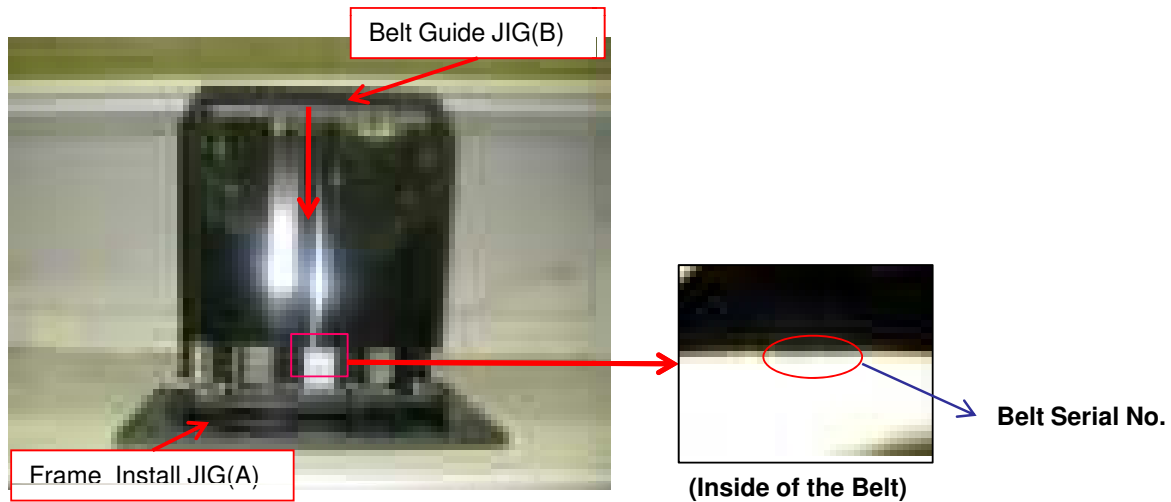 Belt Guide JIG(B)
Belt Serial No.
Frame Install JIG(A)
(Inside of the Belt)